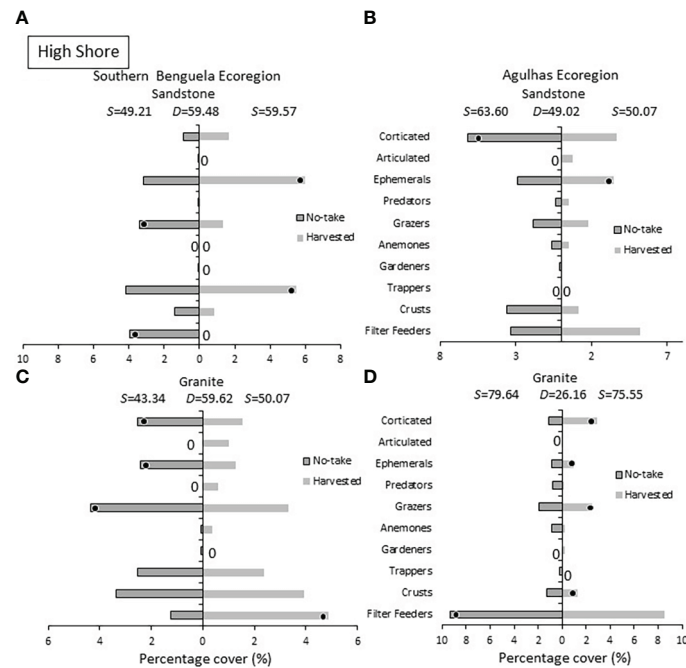 A
High Shore
Southern Benguela Ecoregion
Sandstone
S=49.21 D=59.48 S=59.57
0
0 0
0
0
No-take
Harvested
10 8 6 4 2 0 2 4 6 8
B
Agulhas Ecoregion
Sandstone
S=63.60 D=49.02 S=50.07
Corticated
Articulated 0
Ephemerals
Predators
Grazers
Anemones
Gardeners
Trappers 0 0
Crusts
Filter Feeders
No-take
Harvested
8 3 2 7
C
Granite
S=43.34 D=59.62 S=50.07
0
0
0
No-take
Harvested
6 4 2 0 2 4 6
Percentage cover (%)
D
Granite
S=79.64 D=26.16 S=75.55
Corticated
Articulated 0
Ephemerals
Predators
Grazers
Anemones
Gardeners 0
Trappers 0
Crusts
Filter Feeders
No-take
Harvested
10 8 6 4 2 0 2 4 6 8 10
Percentage cover (%)